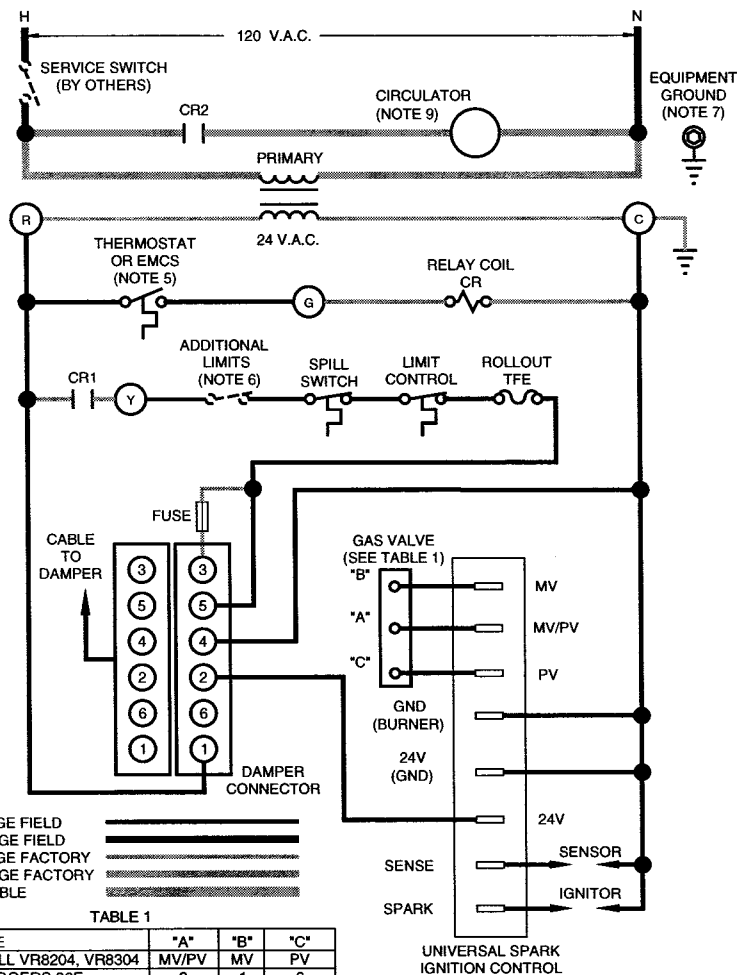 H
N
120 V.A.C.
SERVICE SWITCH
(BY OTHERS)
CR2
CIRCULATOR
(NOTE 9)
EQUIPMENT
GROUND
(NOTE 7)
PRIMARY
R
C
24 V.A.C.
THERMOSTAT
OR EMCS
(NOTE 5)
G
RELAY COIL
CR
CR1
Y
ADDITIONAL
LIMITS
(NOTE 6)
SPILL
SWITCH
LIMIT
CONTROL
ROLLOUT
TFE
FUSE
CABLE
TO
DAMPER
3
5
4
2
6
1
3
5
4
2
6
1
DAMPER
CONNECTOR
GAS VALVE
(SEE TABLE 1)
"B"
"A"
"C"
MV
MV/PV
PV
GND
(BURNER)
24V
(GND)
24V
SENSE
SENSOR
SPARK
IGNITOR
UNIVERSAL SPARK
IGNITION CONTROL
GE FIELD
GE FIELD
GE FACTORY
GE FACTORY
BLE
TABLE 1
E "A" "B" "C"
LL VR8204, VR8304 MV/PV MV PV